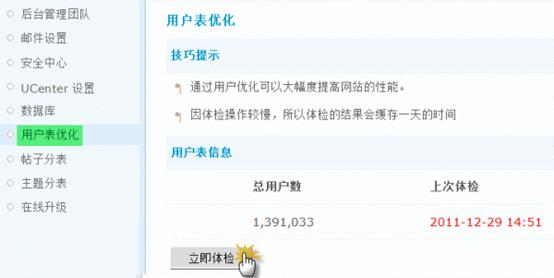 后台管理团队
邮件设置
安全中心
UCenter 设置
数据库
用户表优化
帖子分表
主题分表
在线升级
用户表优化
技巧提示
通过用户优化可以大幅度提高网站的性能。
因体检操作较慢，所以体检的结果会缓存一天的时间
用户表信息
总用户数 上次体检
1,391,033 2011-12-29 14:51
立即体检